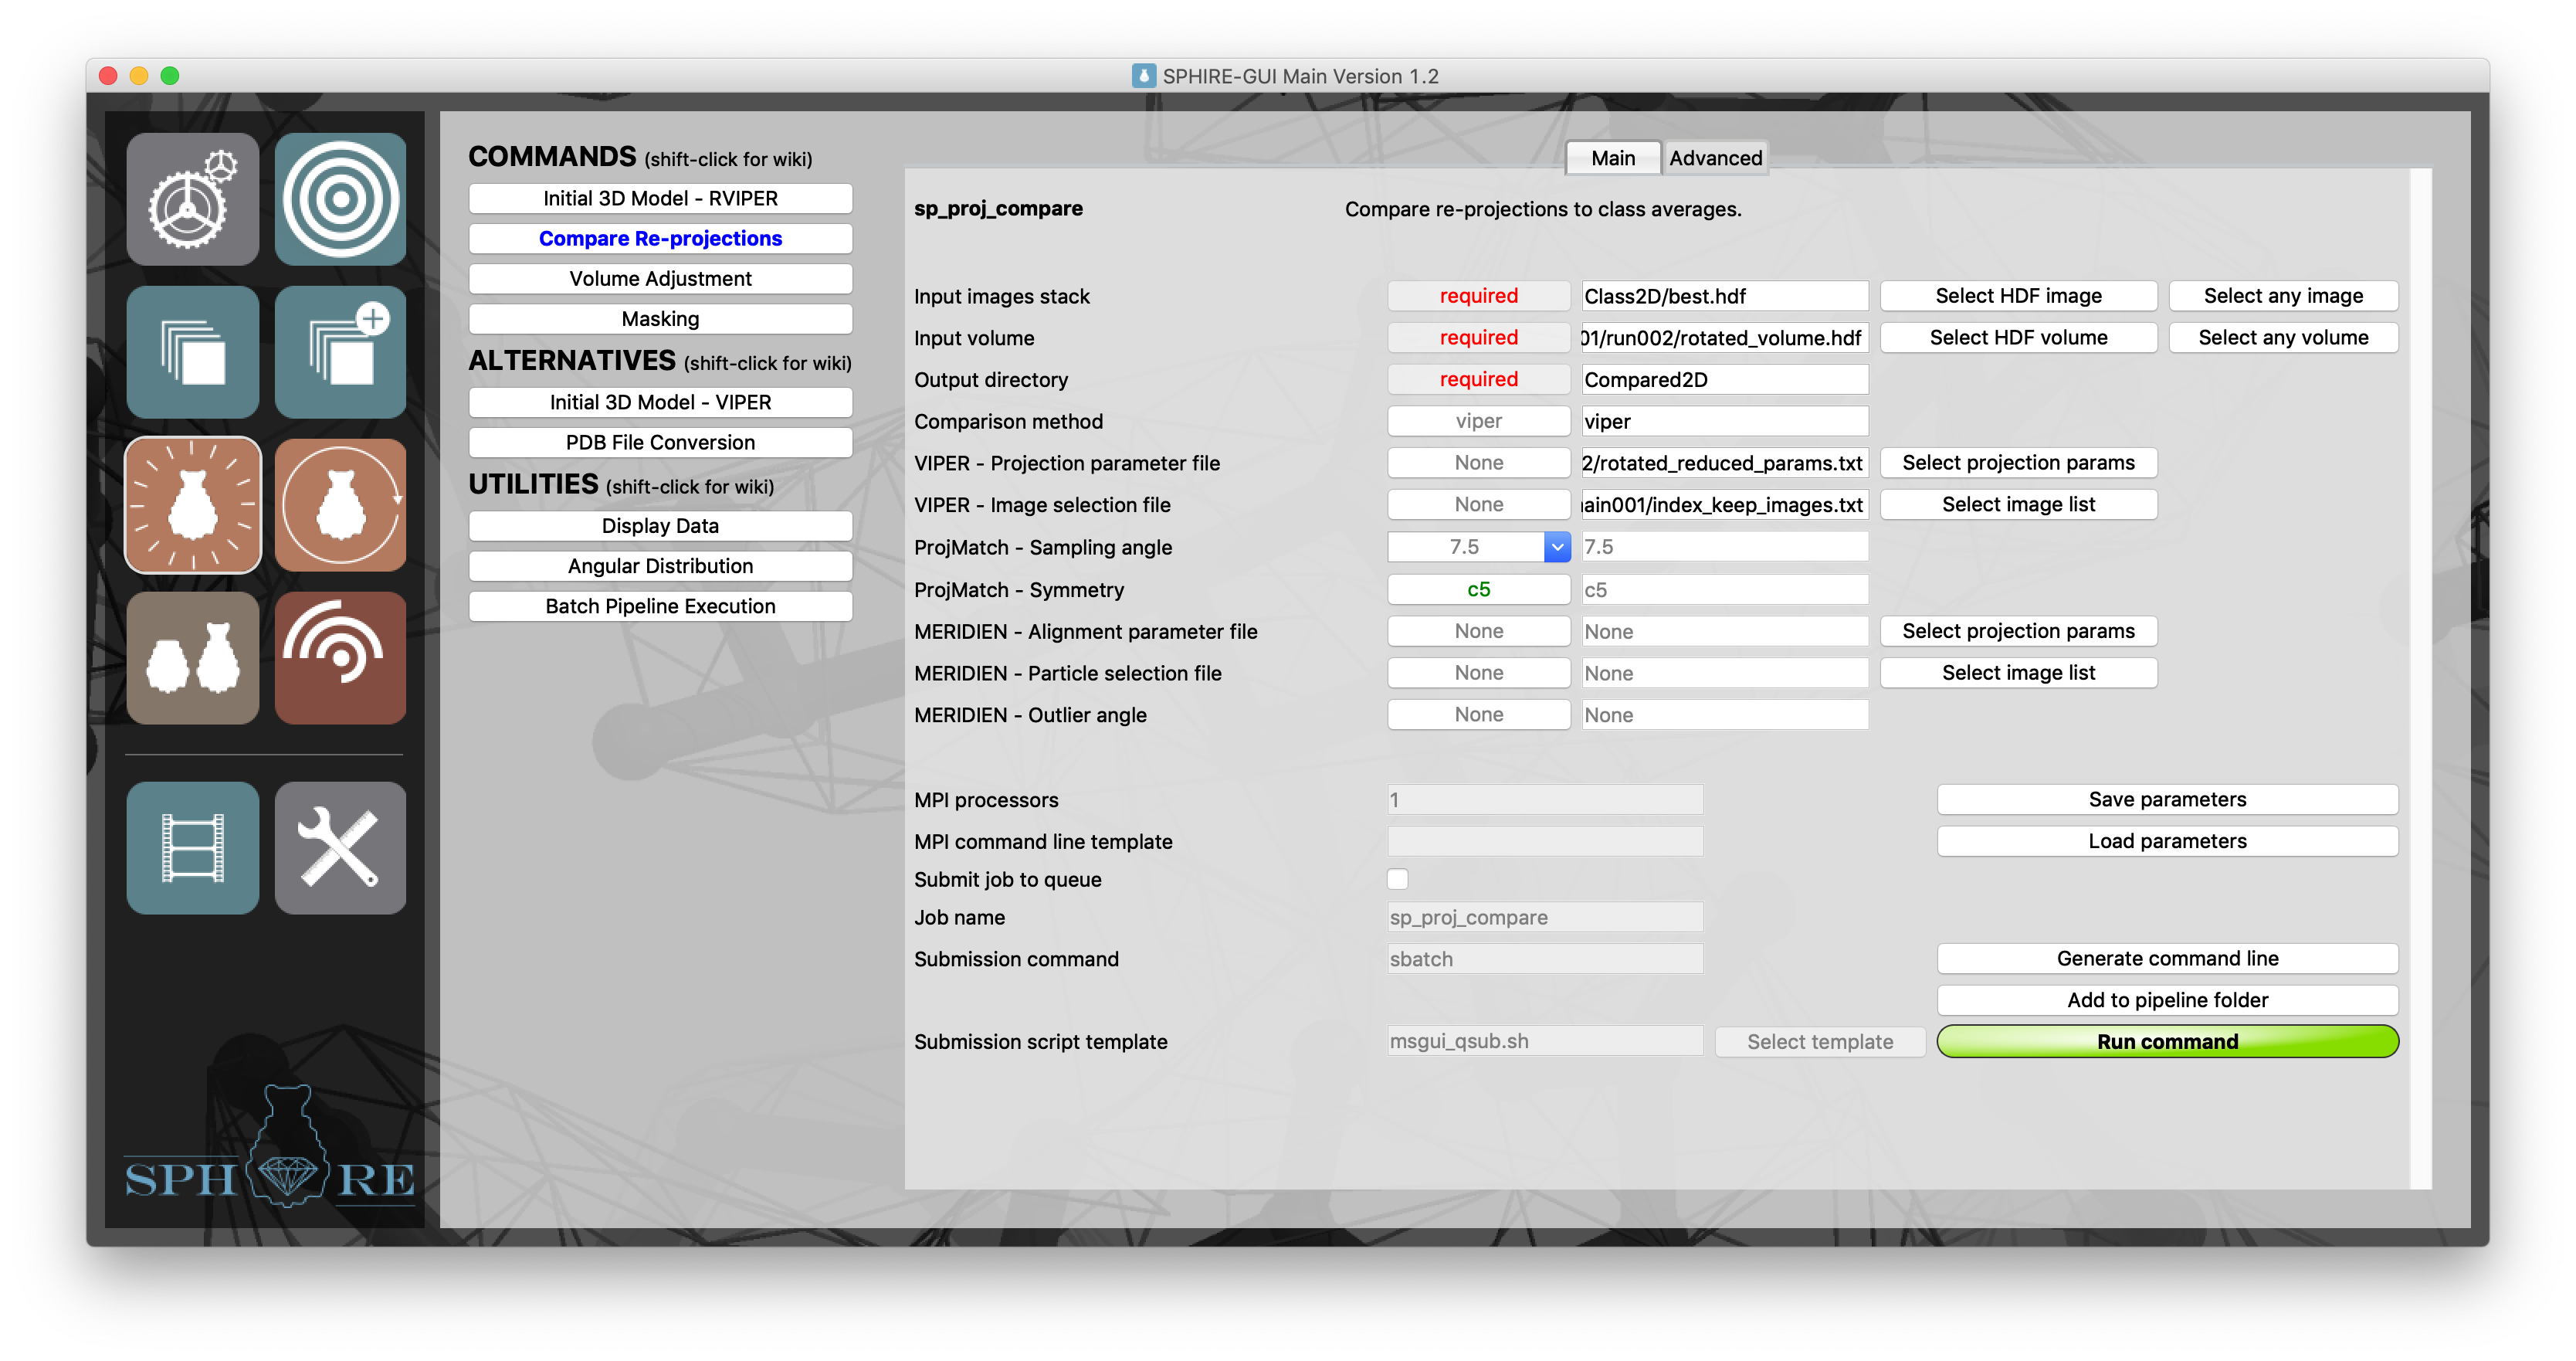 SPHIRE-GUI Main Version 1.2
COMMANDS (shift-click for wiki)
Initial 3D Model - RVIPER
Compare Re-projections
Volume Adjustment
Masking
ALTERNATIVES (shift-click for wiki)
Initial 3D Model - VIPER
PDB File Conversion
UTILITIES (shift-click for wiki)
Display Data
Angular Distribution
Batch Pipeline Execution
SPH RE
Main Advanced
sp_proj_compare Compare re-projections to class averages.
Input images stack required Class2D/best.hdf Select HDF image Select any image
Input volume required 01/run002/rotated_volume.hdf Select HDF volume Select any volume
Output directory required Compared2D
Comparison method viper viper
VIPER - Projection parameter file None 2/rotated_reduced_params.txt Select projection params
VIPER - Image selection file None ain001/index_keep_images.txt Select image list
ProjMatch - Sampling angle 7.5 7.5
ProjMatch - Symmetry c5 c5
MERIDIEN - Alignment parameter file None None Select projection params
MERIDIEN - Particle selection file None None Select image list
MERIDIEN - Outlier angle None None
MPI processors 1 Save parameters
MPI command line template Load parameters
Submit job to queue
Job name sp_proj_compare
Submission command sbatch Generate command line
Add to pipeline folder
Submission script template msgui_qsub.sh Select template Run command